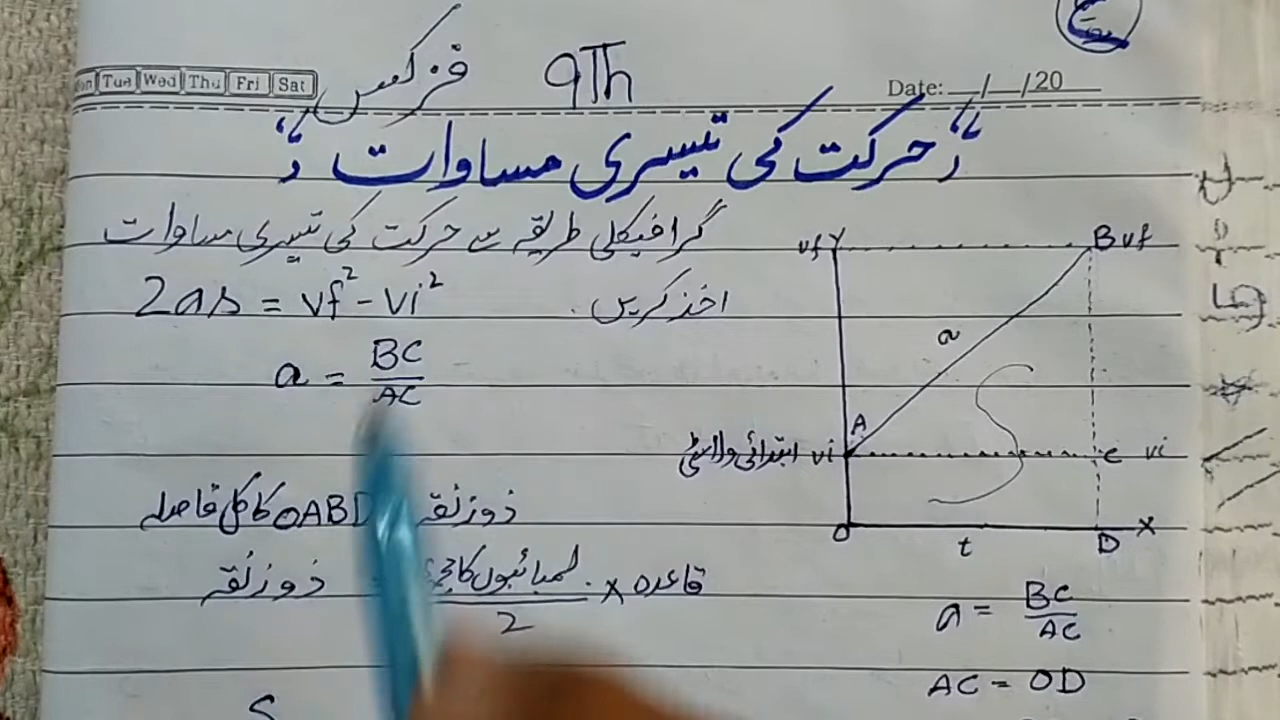 Tue Wed Thu Fri Sat
فزکس 9Th
Date: __/__/20
"حرکت کی تیسری مساوات"
گرافیکلی طریقہ سے حرکت کی تیسری مساوات
اخذ کریں.
2as = vf² - vi²
a = BC/AC
ذوزنقہ OABD کا کل فاصلہ
ذوزنقہ
قاعدہ × لمبائیوں کا / 2
S
vf Y B vf
a
A
ابتدائی ولاسٹی vi C vi
O t D X
a = BC/AC
AC = OD